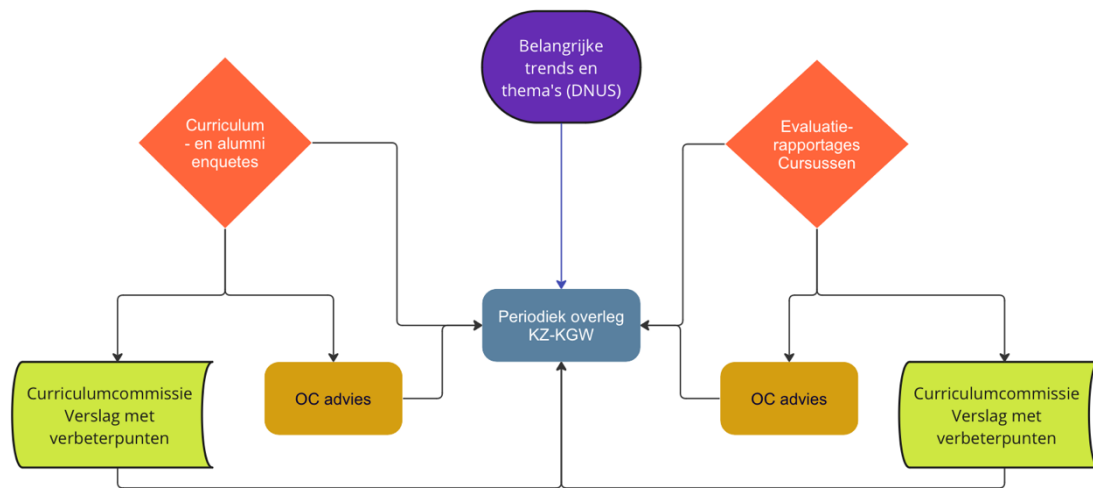 Belangrijke
trends en
thema's (DNUS)
Curriculum
- en alumni
enquetes
Evaluatie-
rapportages
Cursussen
Periodiek overleg
KZ-KGW
Curriculumcommissie
Verslag met
verbeterpunten
OC advies
OC advies
Curriculumcommissie
Verslag met
verbeterpunten